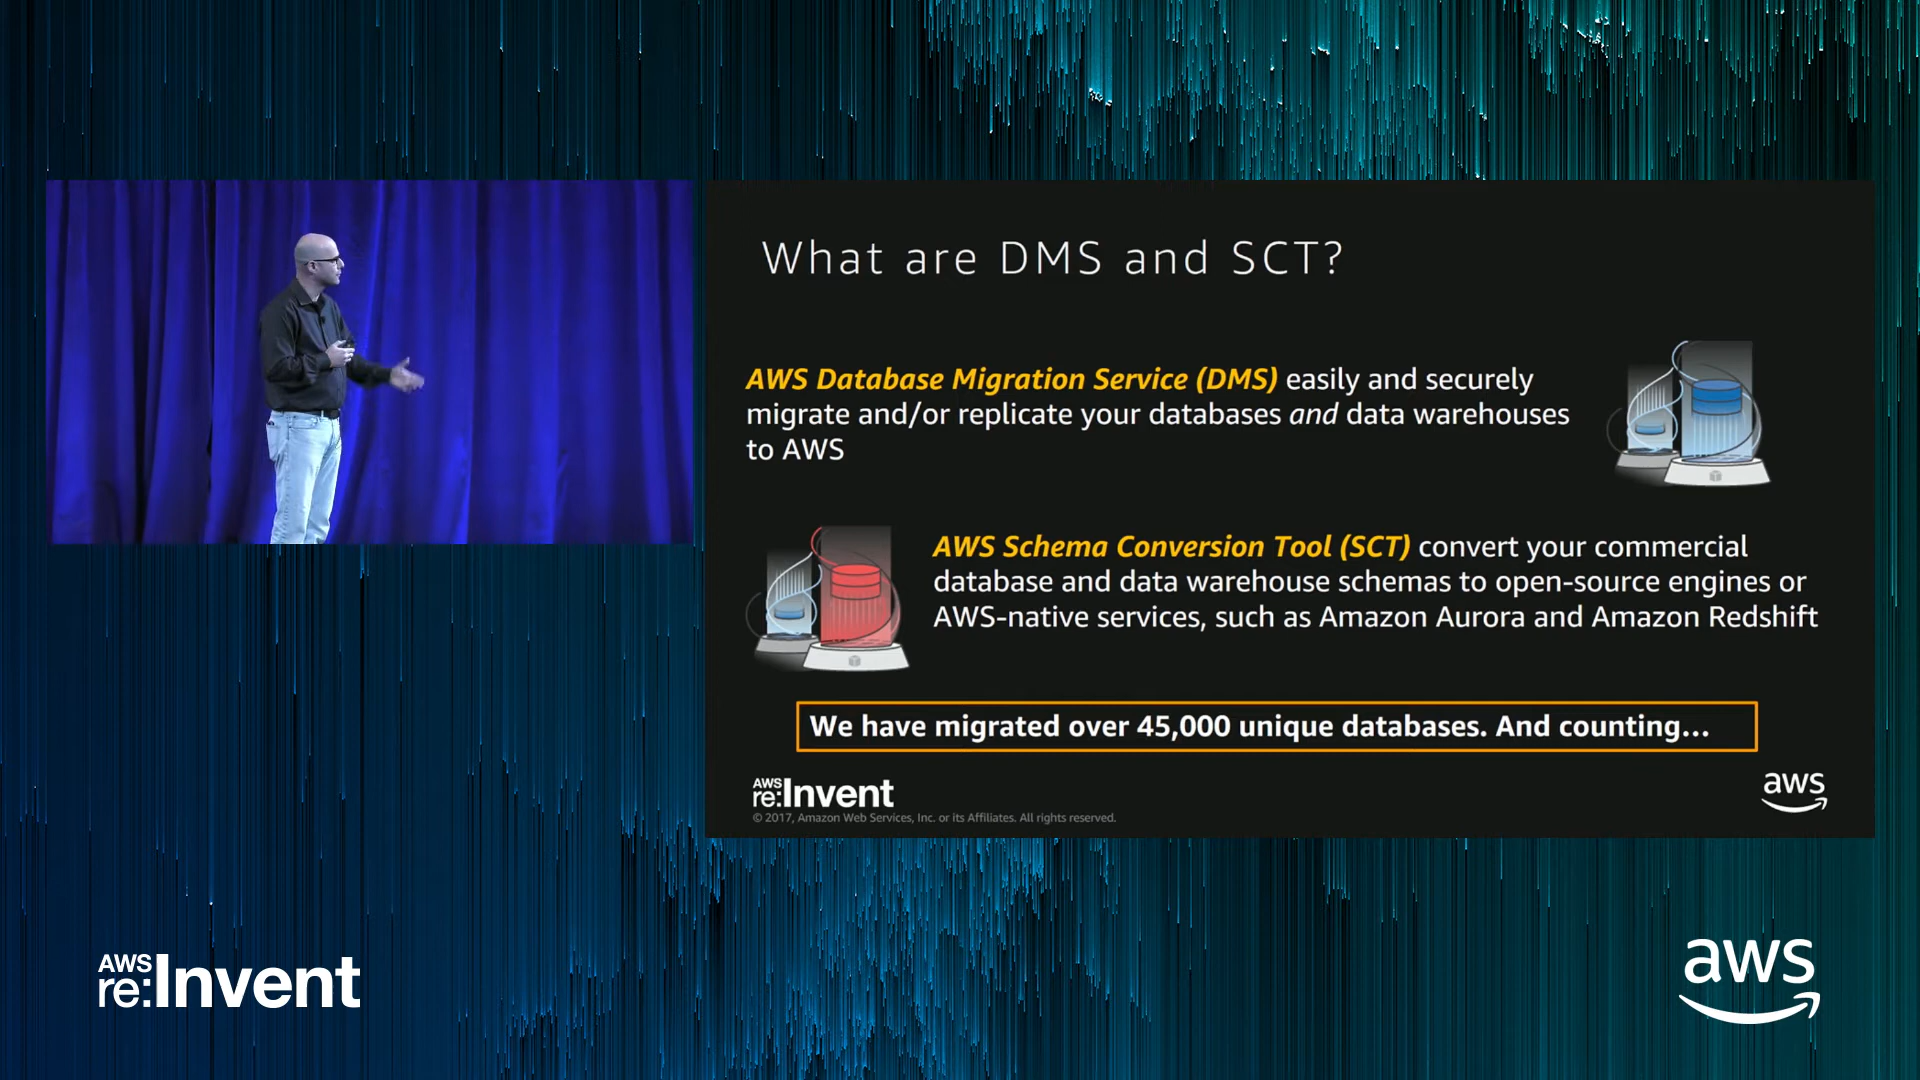 What are DMS and SCT?
AWS Database Migration Service (DMS) easily and securely
migrate and/or replicate your databases and data warehouses
to AWS
AWS Schema Conversion Tool (SCT) convert your commercial
database and data warehouse schemas to open-source engines or
AWS-native services, such as Amazon Aurora and Amazon Redshift
We have migrated over 45,000 unique databases. And counting...
AWS
re:Invent
© 2017, Amazon Web Services, Inc. or its Affiliates. All rights reserved.
aws
AWS
re:Invent
aws